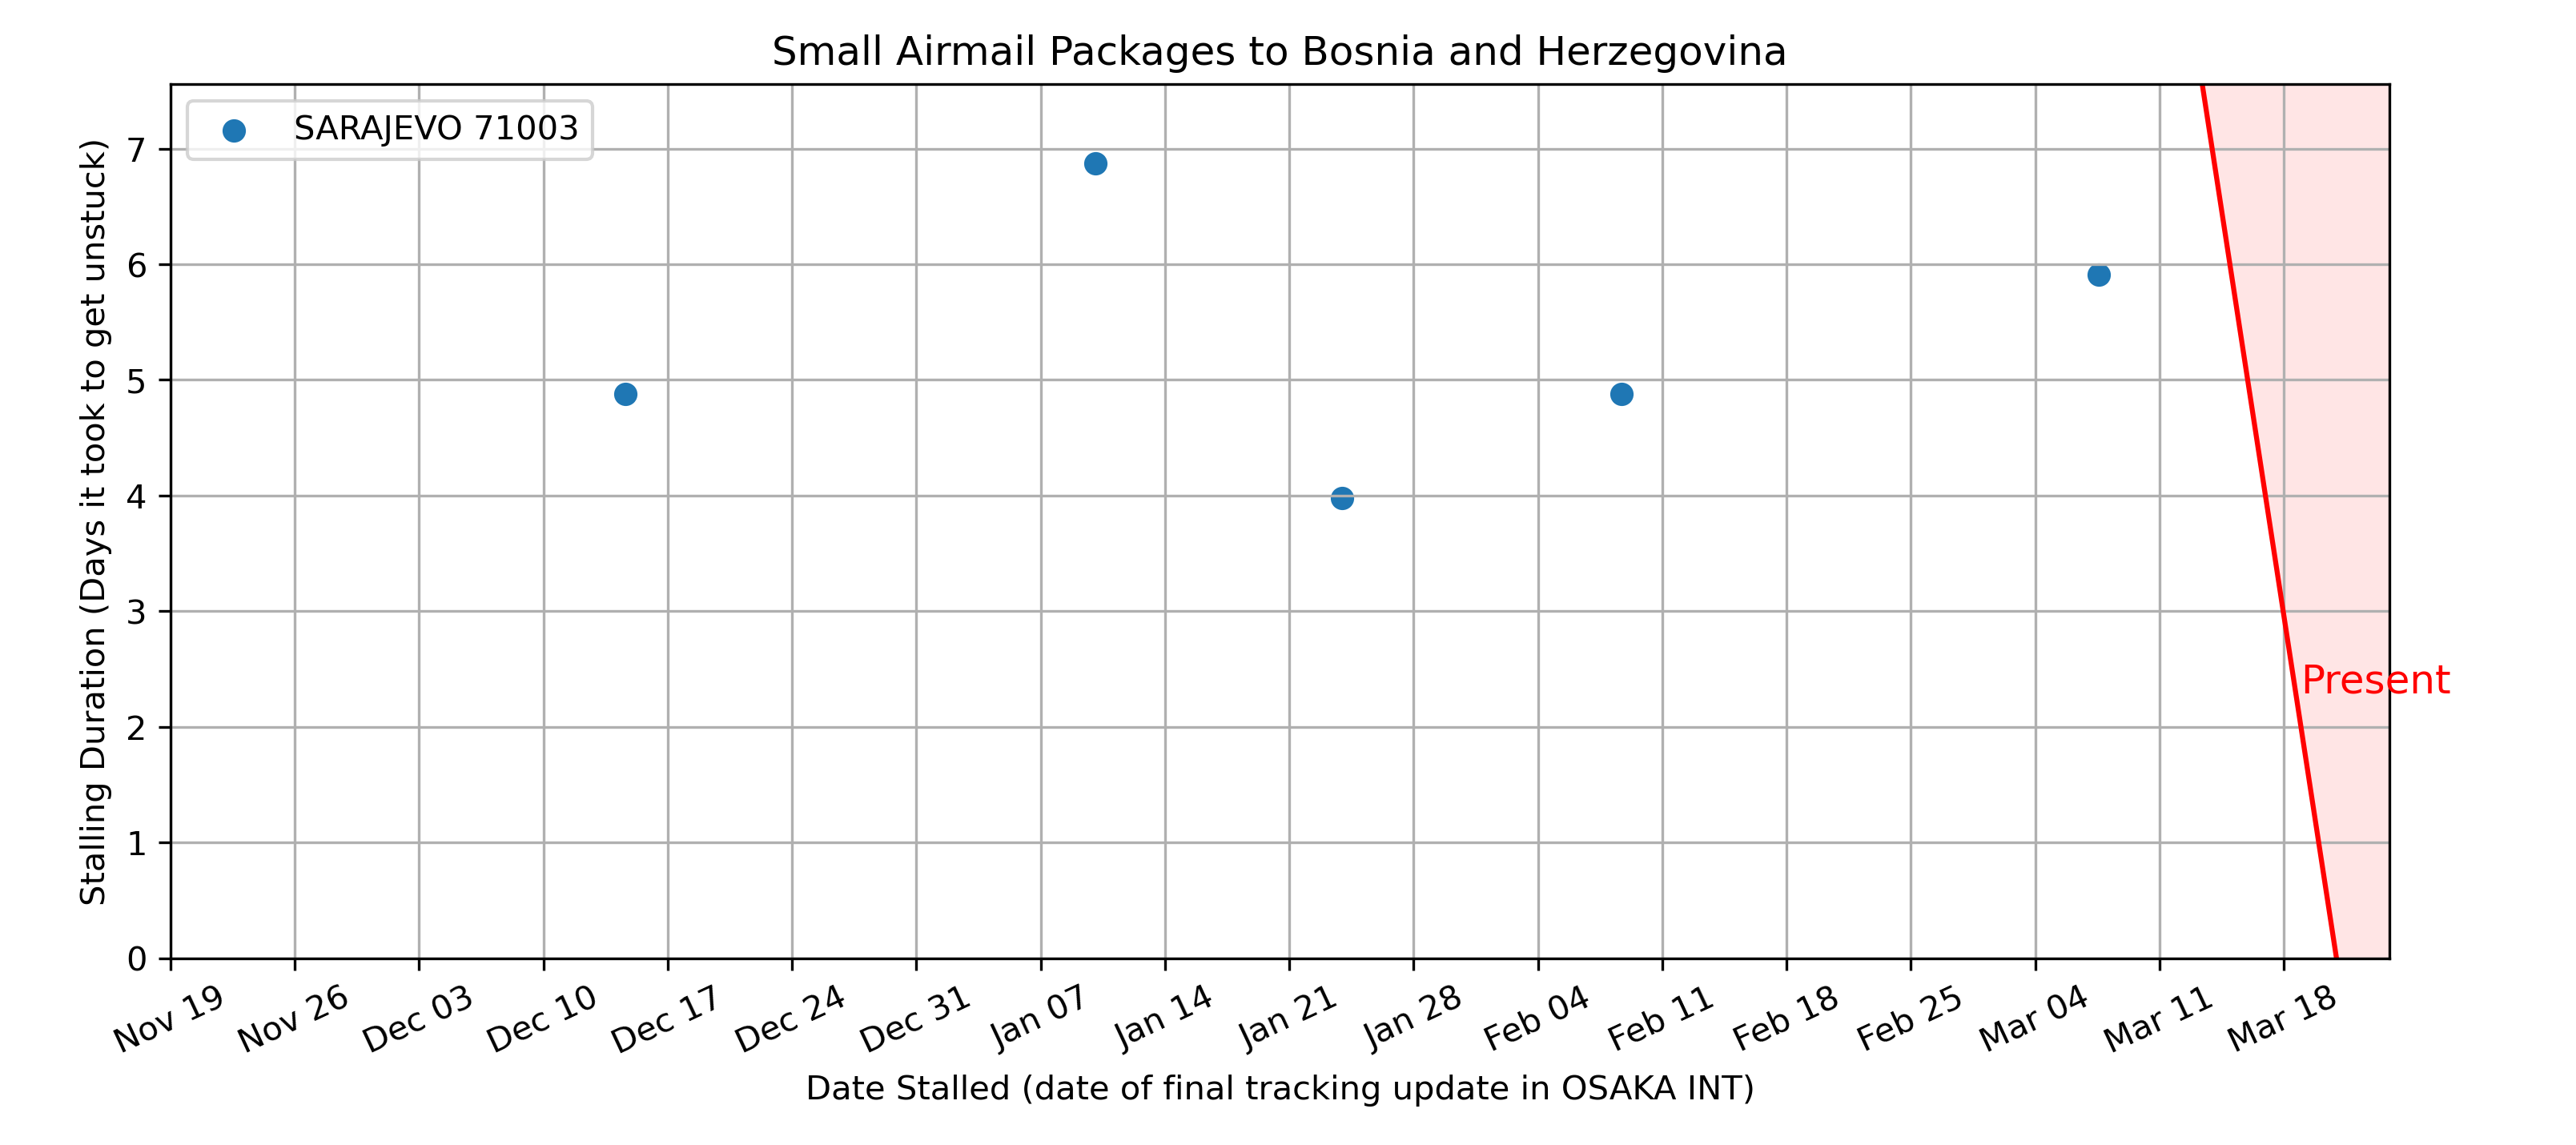 Small Airmail Packages to Bosnia and Herzegovina
SARAJEVO 71003
Stalling Duration (Days it took to get unstuck)
7
6
5
4
3
2
1
0
Present
Nov 19
Nov 26
Dec 03
Dec 10
Dec 17
Dec 24
Dec 31
Jan 07
Jan 14
Jan 21
Jan 28
Feb 04
Feb 11
Feb 18
Feb 25
Mar 04
Mar 11
Mar 18
Date Stalled (date of final tracking update in OSAKA INT)